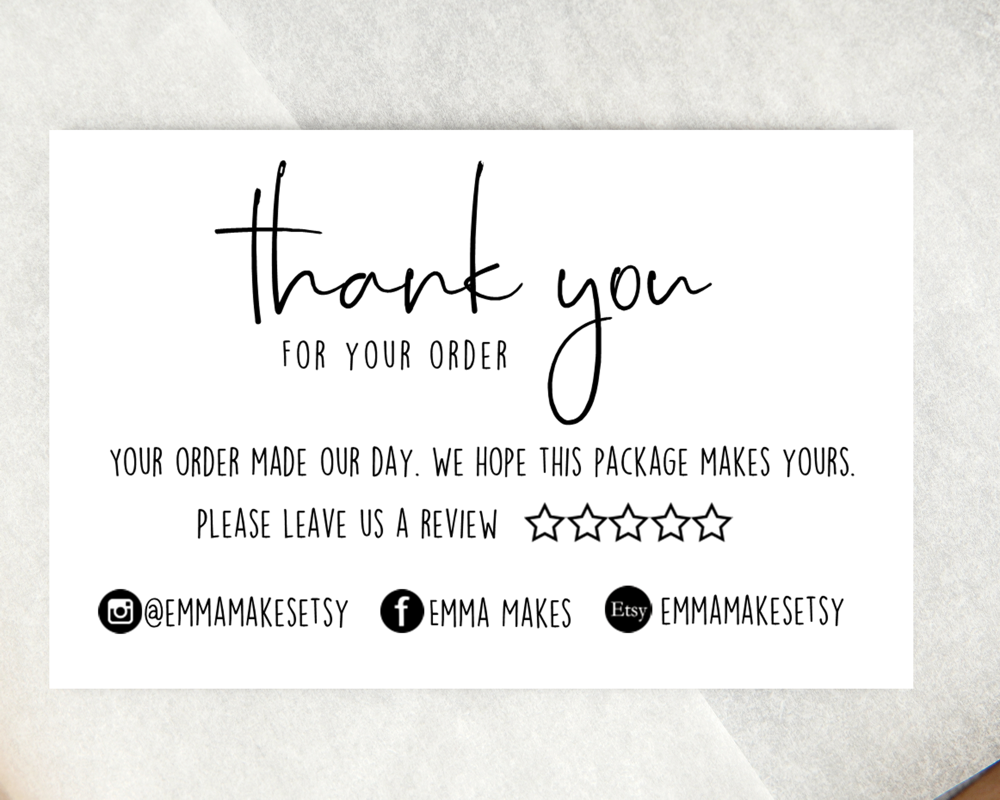 thank you
FOR YOUR ORDER
YOUR ORDER MADE OUR DAY. WE HOPE THIS PACKAGE MAKES YOURS.
PLEASE LEAVE US A REVIEW
@EMMAMAKESETSY EMMA MAKES Etsy EMMAMAKESETSY